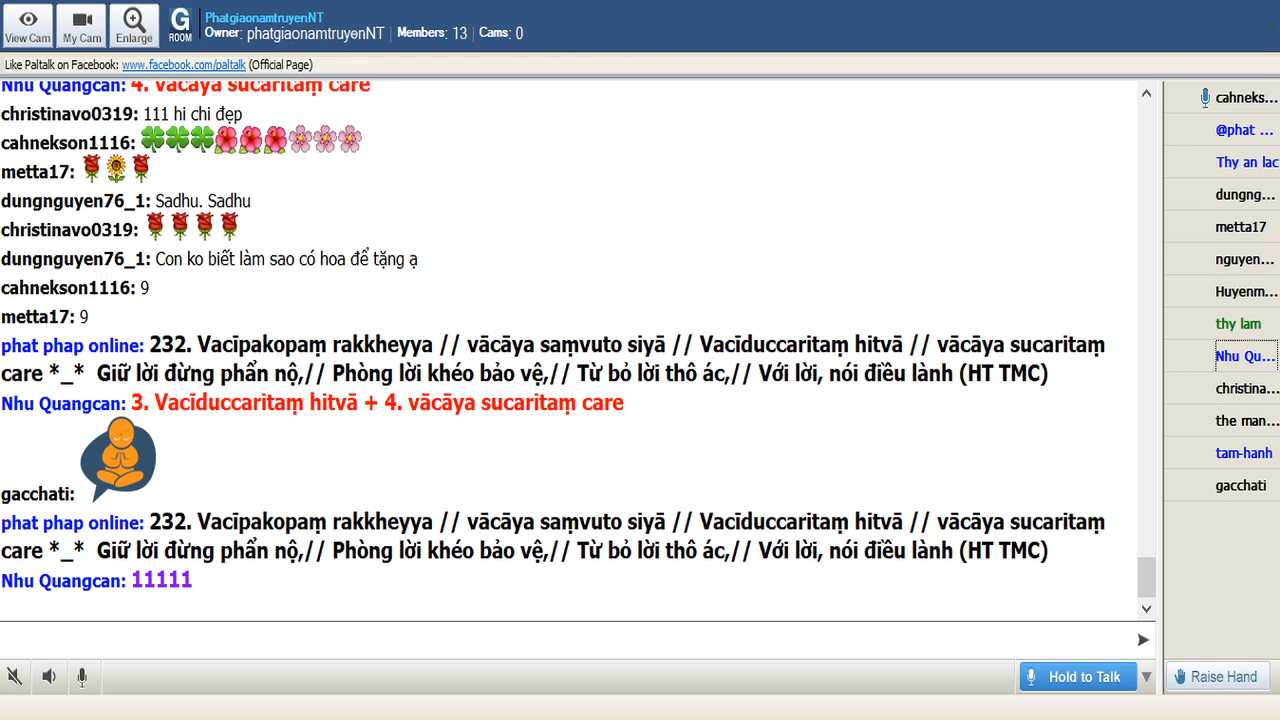 View Cam
My Cam
Enlarge
G
ROOM
PhatgiaonamtruyenNT
Owner: phatgiaonamtruyenNT | Members: 13 | Cams: 0
Like Paltalk on Facebook: www.facebook.com/paltalk (Official Page)
Nhu Quangcan: 4. vācāya sucaritaṃ care
christinavo0319: 111 hi chi đẹp
cahnekson1116:
metta17:
dungnguyen76_1: Sadhu. Sadhu
christinavo0319:
dungnguyen76_1: Con ko biết làm sao có hoa để tặng ạ
cahnekson1116: 9
metta17: 9
phat phap online: 232. Vacīpakopaṃ rakkheyya // vācāya saṃvuto siyā // Vacīduccaritaṃ hitvā // vācāya sucaritaṃ
care *_* Giữ lời đừng phẩn nộ,// Phòng lời khéo bảo vệ,// Từ bỏ lời thô ác,// Với lời, nói điều lành (HT TMC)
Nhu Quangcan: 3. Vacīduccaritaṃ hitvā + 4. vācāya sucaritaṃ care
gacchati:
phat phap online: 232. Vacīpakopaṃ rakkheyya // vācāya saṃvuto siyā // Vacīduccaritaṃ hitvā // vācāya sucaritaṃ
care *_* Giữ lời đừng phẩn nộ,// Phòng lời khéo bảo vệ,// Từ bỏ lời thô ác,// Với lời, nói điều lành (HT TMC)
Nhu Quangcan: 11111
cahneks...
@phat ...
Thy an lac
dungng...
metta17
nguyen...
Huyenm...
thy lam
Nhu Qu...
christina...
the man...
tam-hanh
gacchati
Hold to Talk
Raise Hand